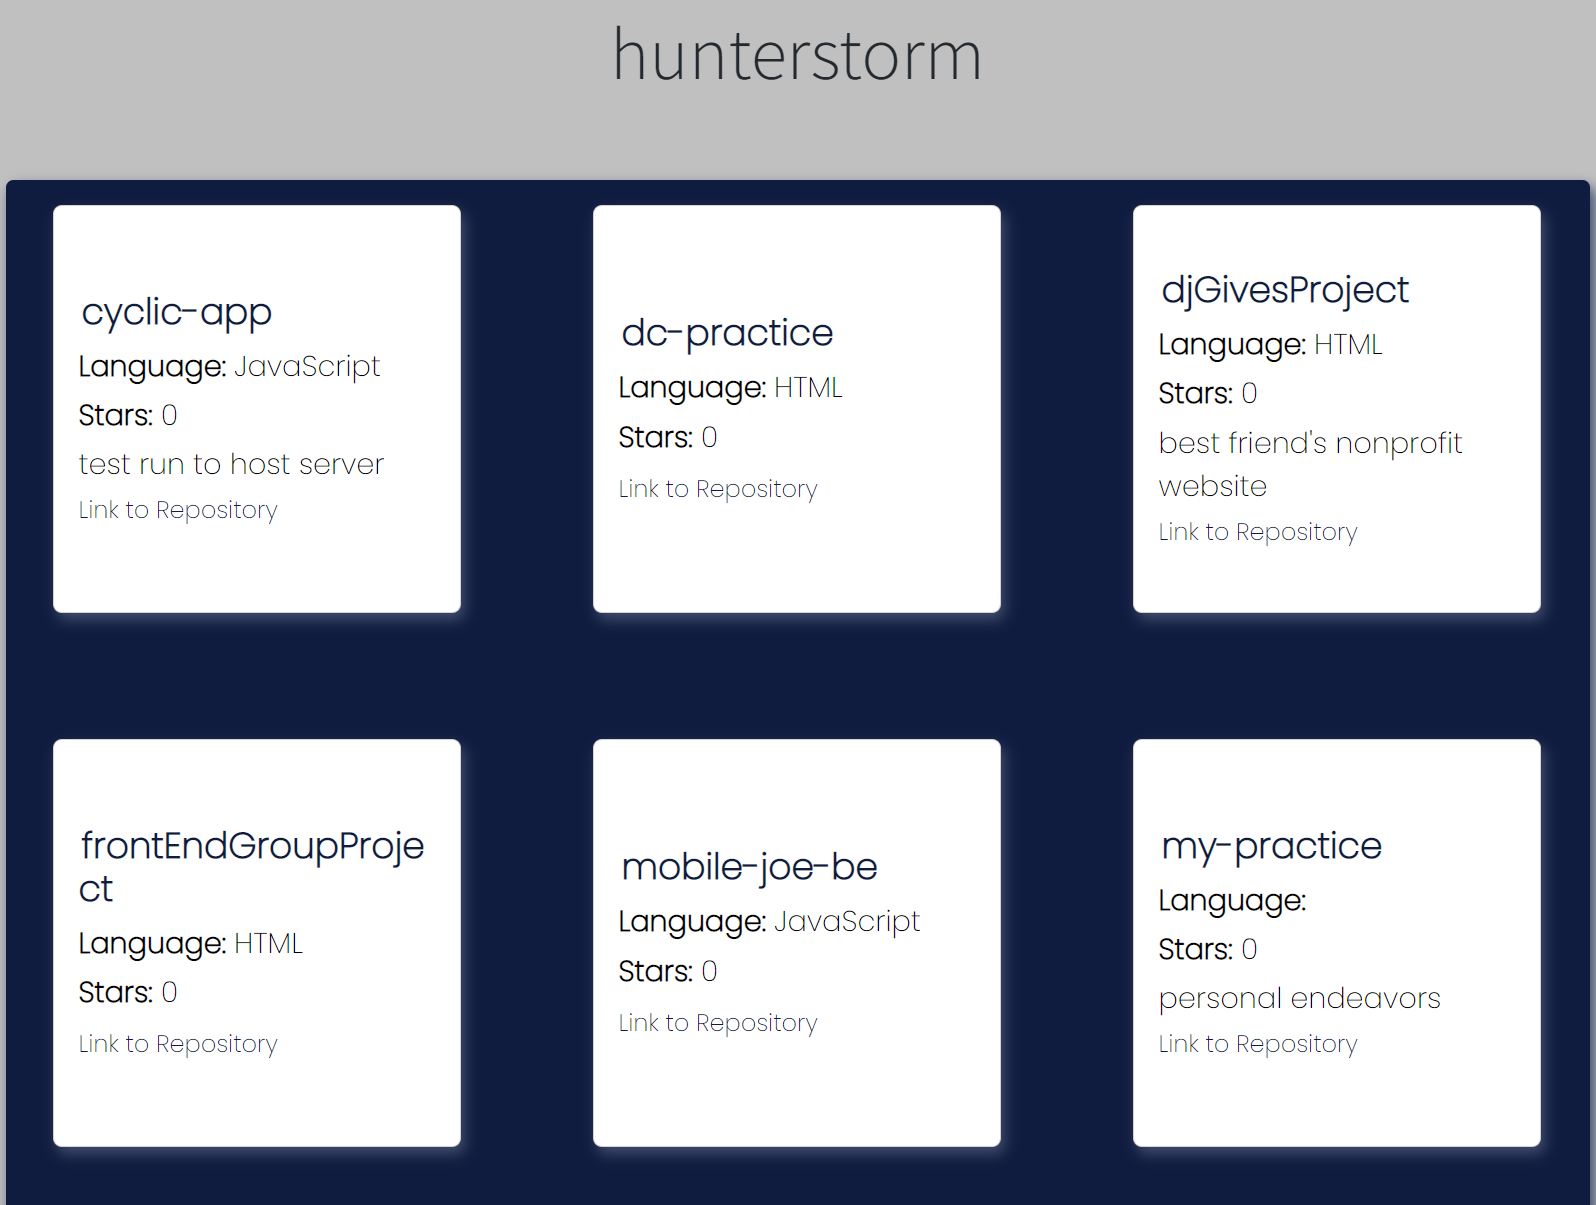 hunterstorm
cyclic-app
Language: JavaScript
Stars: 0
test run to host server
Link to Repository
dc-practice
Language: HTML
Stars: 0
Link to Repository
djGivesProject
Language: HTML
Stars: 0
best friend's nonprofit
website
Link to Repository
frontEndGroupProje
ct
Language: HTML
Stars: 0
Link to Repository
mobile-joe-be
Language: JavaScript
Stars: 0
Link to Repository
my-practice
Language:
Stars: 0
personal endeavors
Link to Repository